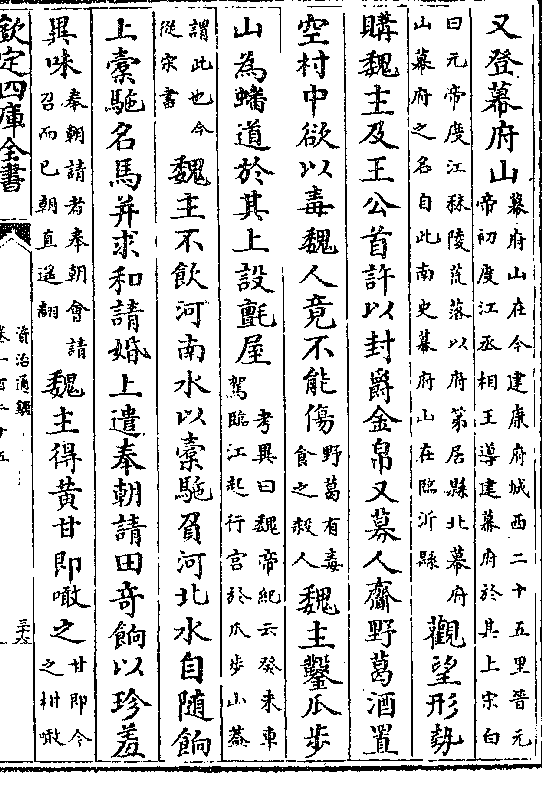 又登幕府山幕府山在今建康府城西二十五里晉元
帝初度江丞相王導建幕府於其上宋白
曰元帝度江秣陵荒落以府第居縣北幕府
山幕府之名自此南史幕府山在臨沂縣觀望形勢
購魏主及王公首許以封爵金帛又募人齎野葛酒置
空村中欲以毒魏人竟不能傷野葛有毒
食之殺人魏主鑿瓜步
山為蟠道於其上設氊屋考異曰魏帝紀云癸未車
駕臨江起行宫於瓜步山蓋
謂此也今
從宋書魏主不飲河南水以槖駞負河北水自隨餉
上槖駞名馬并求和請婚上遣奉朝請田奇餉以珍羞
異味奉朝請者奉朝會請
召而已朝直遥翻魏主得黄甘即噉之甘即今
之柑噉
欽定四庫全書
資治通鑑
卷一百二十五
三十六